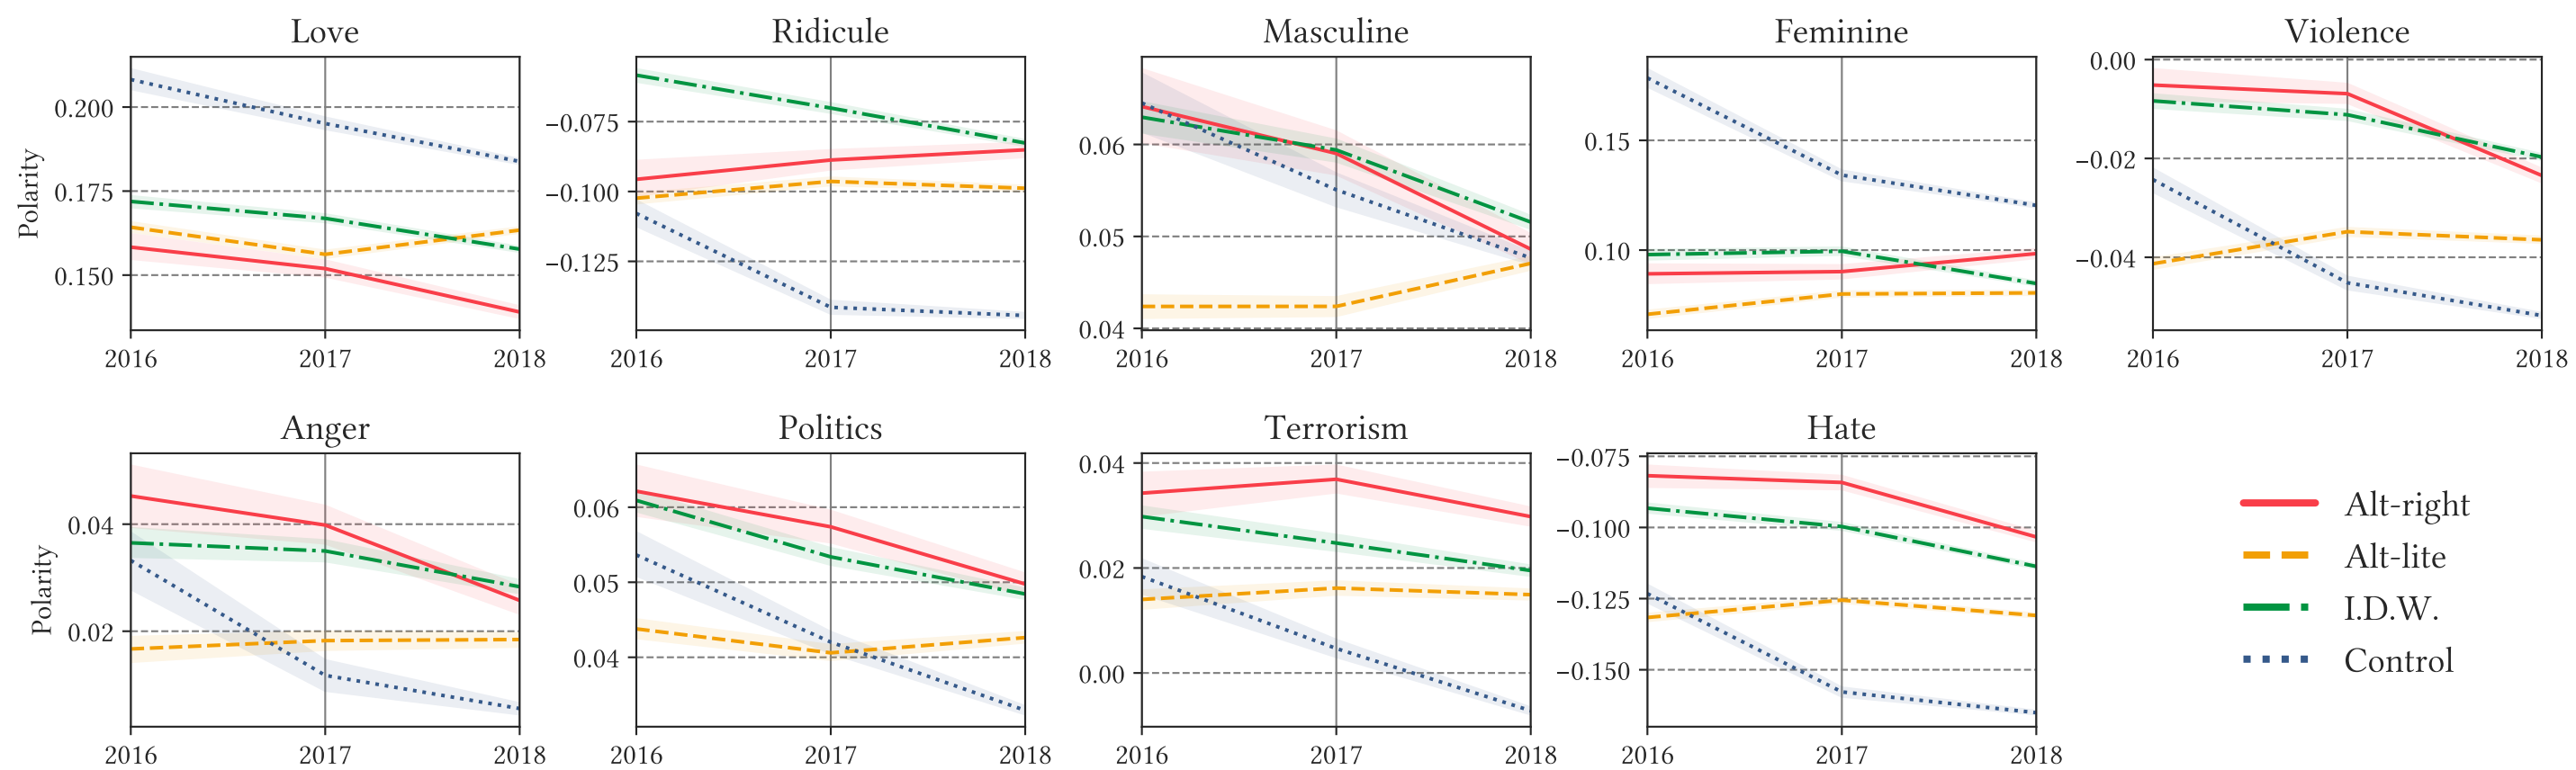 Love
Ridicule
Masculine
Feminine
Violence
Polarity
0.200
0.175
0.150
2016 2017 2018
−0.075
−0.100
−0.125
2016 2017 2018
0.06
0.05
0.04
2016 2017 2018
0.15
0.10
2016 2017 2018
0.00
−0.02
−0.04
2016 2017 2018
Anger
Politics
Terrorism
Hate
Polarity
0.04
0.02
2016 2017 2018
0.06
0.05
0.04
2016 2017 2018
0.04
0.02
0.00
2016 2017 2018
−0.075
−0.100
−0.125
−0.150
2016 2017 2018
Alt-right
Alt-lite
I.D.W.
Control